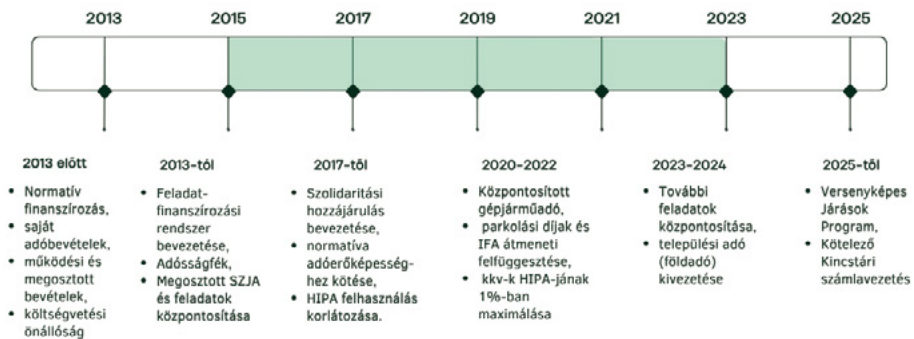 2013 2015 2017 2019 2021 2023 2025
2013 előtt
• Normatív
finanszírozás,
• saját
adóbevételek,
• működési és
megosztott
bevételek,
• költségvetési
önállóság
2013-tól
• Feladat-
finanszírozási
rendszer
bevezetése,
• Adósságfék,
• Megosztott SZJA
és feladatok
központosítása
2017-től
• Szolidaritási
hozzájárulás
bevezetése,
• normatíva
adóerőképesség-
hez kötése,
• HIPA felhasználás
korlátozása.
2020-2022
• Központosított
gépjárműadó,
• parkolási díjak és
IFA átmeneti
felfüggesztése,
• kkv-k HIPA-jának
1%-ban
maximálása
2023-2024
• További
feladatok
központosítása,
• települési adó
(földadó)
kivezetése
2025-től
• Versenyképes
Járások
Program,
• Kötelező
Kincstári
számlavezetés